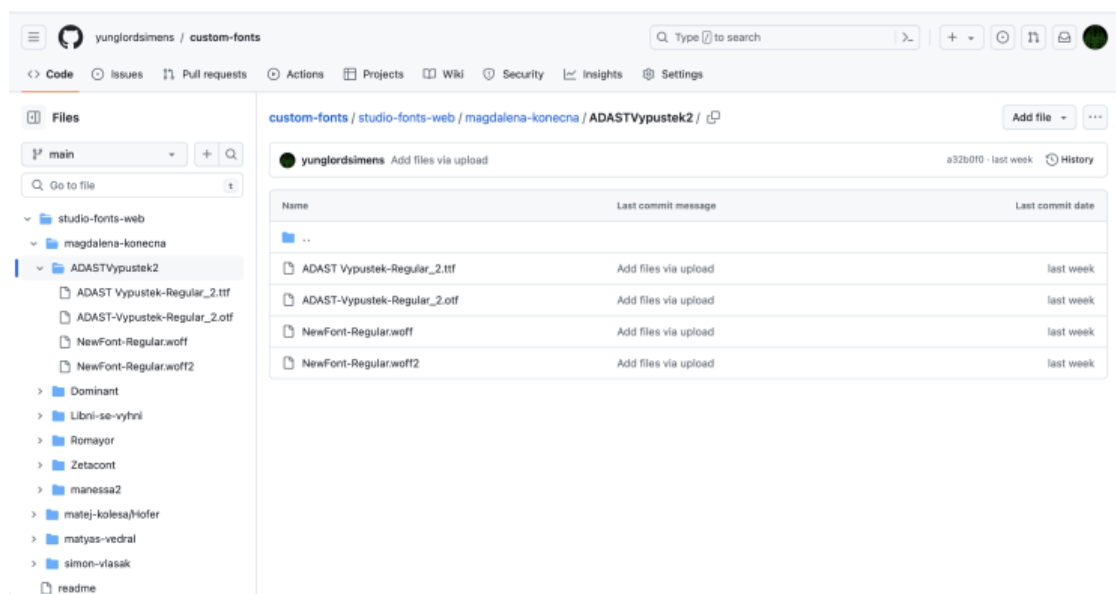 yunglordsimens / custom-fonts
Type / to search
Code Issues Pull requests Actions Projects Wiki Security Insights Settings
Files
main
Go to file t
studio-fonts-web
magdalena-konecna
ADASTVypustek2
ADAST Vypustek-Regular_2.ttf
ADAST-Vypustek-Regular_2.otf
NewFont-Regular.woff
NewFont-Regular.woff2
Dominant
Libni-se-vyhni
Romayor
Zetacont
manessa2
matej-kolesa/Hofer
matyas-vedral
simon-vlasak
readme
custom-fonts / studio-fonts-web / magdalena-konecna / ADASTVypustek2 /
Add file
yunglordsimens Add files via upload
a32b0f0 · last week History
Name Last commit message Last commit date
..
ADAST Vypustek-Regular_2.ttf Add files via upload last week
ADAST-Vypustek-Regular_2.otf Add files via upload last week
NewFont-Regular.woff Add files via upload last week
NewFont-Regular.woff2 Add files via upload last week